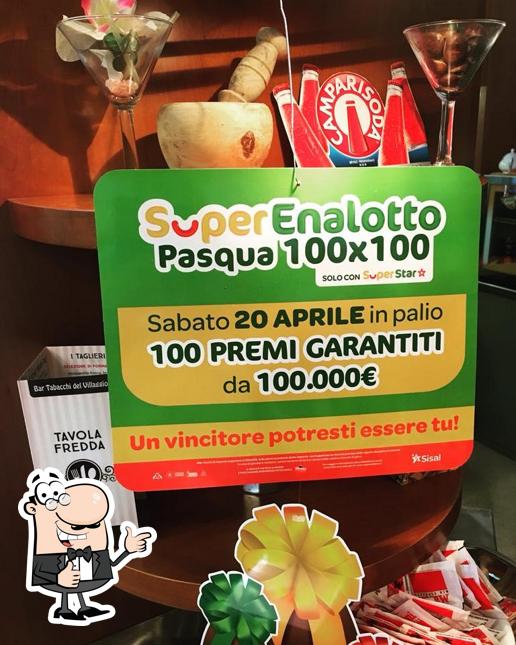 CAMPARISODA
SuperEnalotto
Pasqua 100x100
SOLO CON SuperStar
Sabato 20 APRILE in palio
100 PREMI GARANTITI
da 100.000€
Un vincitore potresti essere tu!
Sisal
I TAGLIERI
Bar Tabacchi del Villaggio
TAVOLA
FREDDA